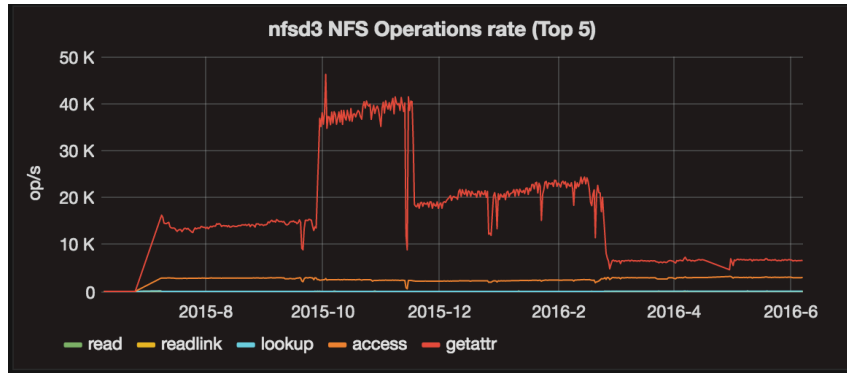 nfsd3 NFS Operations rate (Top 5)
50 K
40 K
30 K
20 K
10 K
0
op/s
2015-8 2015-10 2015-12 2016-2 2016-4 2016-6
read readlink lookup access getattr